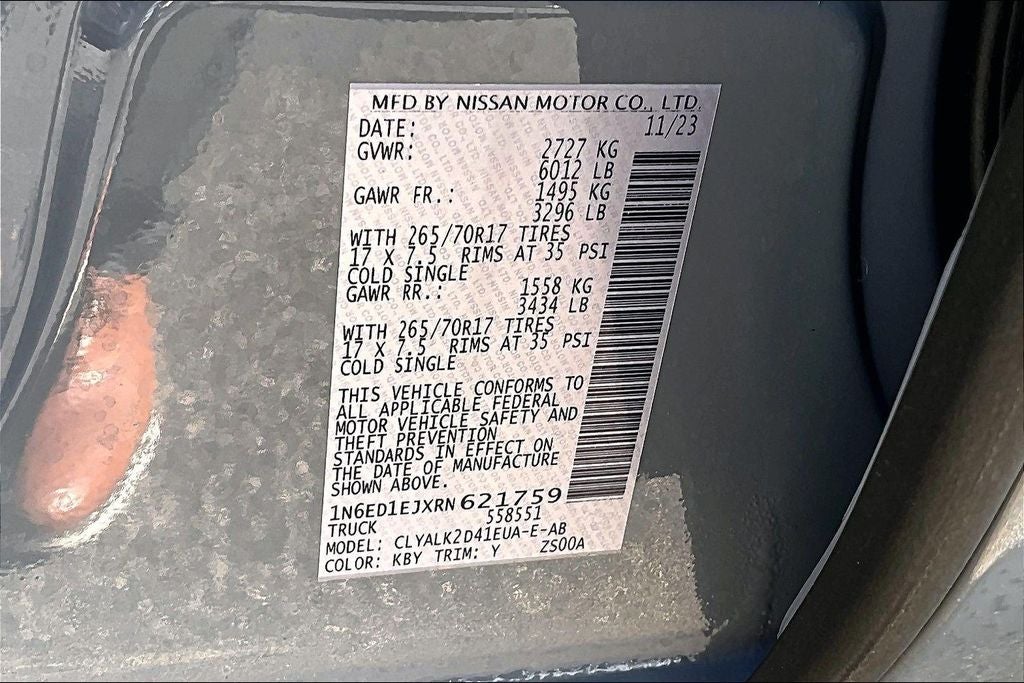 MFD BY NISSAN MOTOR CO., LTD.
DATE: 11/23
GVWR: 2727 KG
6012 LB
GAWR FR.: 1495 KG
3296 LB
WITH 265/70R17 TIRES
17 X 7.5 RIMS AT 35 PSI
COLD SINGLE
GAWR RR.: 1558 KG
3434 LB
WITH 265/70R17 TIRES
17 X 7.5 RIMS AT 35 PSI
COLD SINGLE
THIS VEHICLE CONFORMS TO
ALL APPLICABLE FEDERAL
MOTOR VEHICLE SAFETY AND
THEFT PREVENTION
STANDARDS IN EFFECT ON
THE DATE OF MANUFACTURE
SHOWN ABOVE.
1N6ED1EJXRN621759
TRUCK 558551
MODEL: CLYALK2D41EUA-E-AB
COLOR: KBY TRIM: Y ZS00A